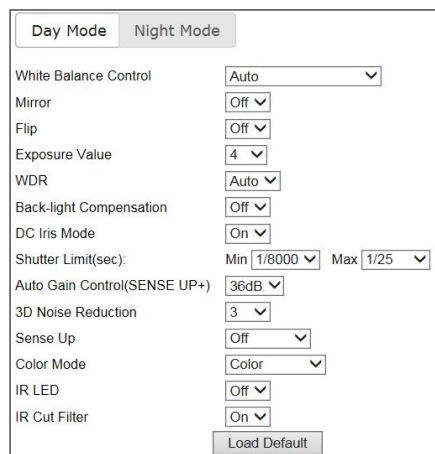 Day Mode Night Mode
White Balance Control Auto
Mirror Off
Flip Off
Exposure Value 4
WDR Auto
Back-light Compensation Off
DC Iris Mode On
Shutter Limit(sec): Min 1/8000 Max 1/25
Auto Gain Control(SENSE UP+) 36dB
3D Noise Reduction 3
Sense Up Off
Color Mode Color
IR LED Off
IR Cut Filter On
Load Default